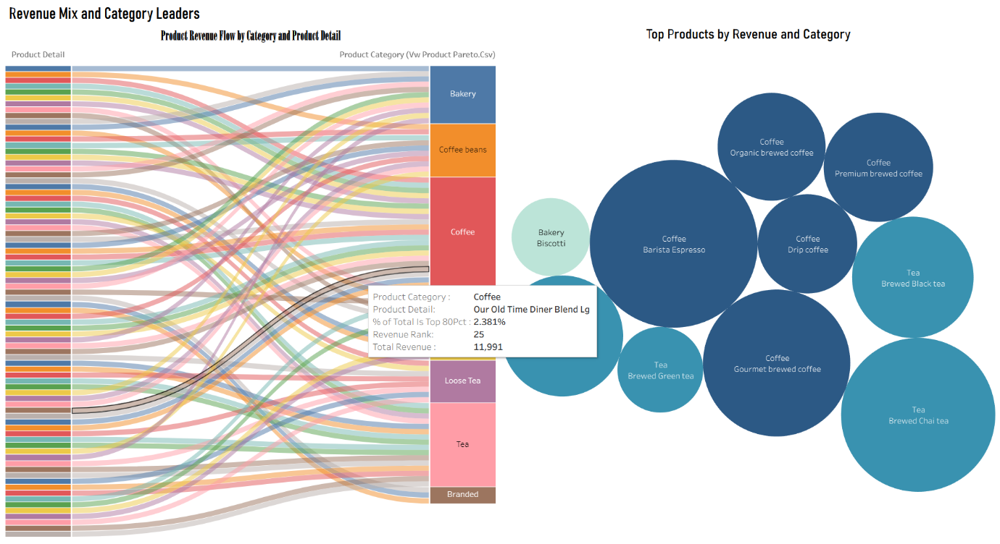 Revenue Mix and Category Leaders
Product Revenue Flow by Category and Product Detail
Product Detail
Product Category (Vw Product Pareto.Csv)
Bakery
Coffee beans
Coffee
Loose Tea
Tea
Branded
Product Category :
Coffee
Product Detail:
Our Old Time Diner Blend Lg
% of Total Is Top 80Pct :
2.381%
Revenue Rank:
25
Total Revenue :
11,991
Top Products by Revenue and Category
Coffee
Organic brewed coffee
Coffee
Premium brewed coffee
Bakery
Biscotti
Coffee
Barista Espresso
Coffee
Drip coffee
Tea
Brewed Black tea
Tea
Brewed Green tea
Coffee
Gourmet brewed coffee
Tea
Brewed Chai tea